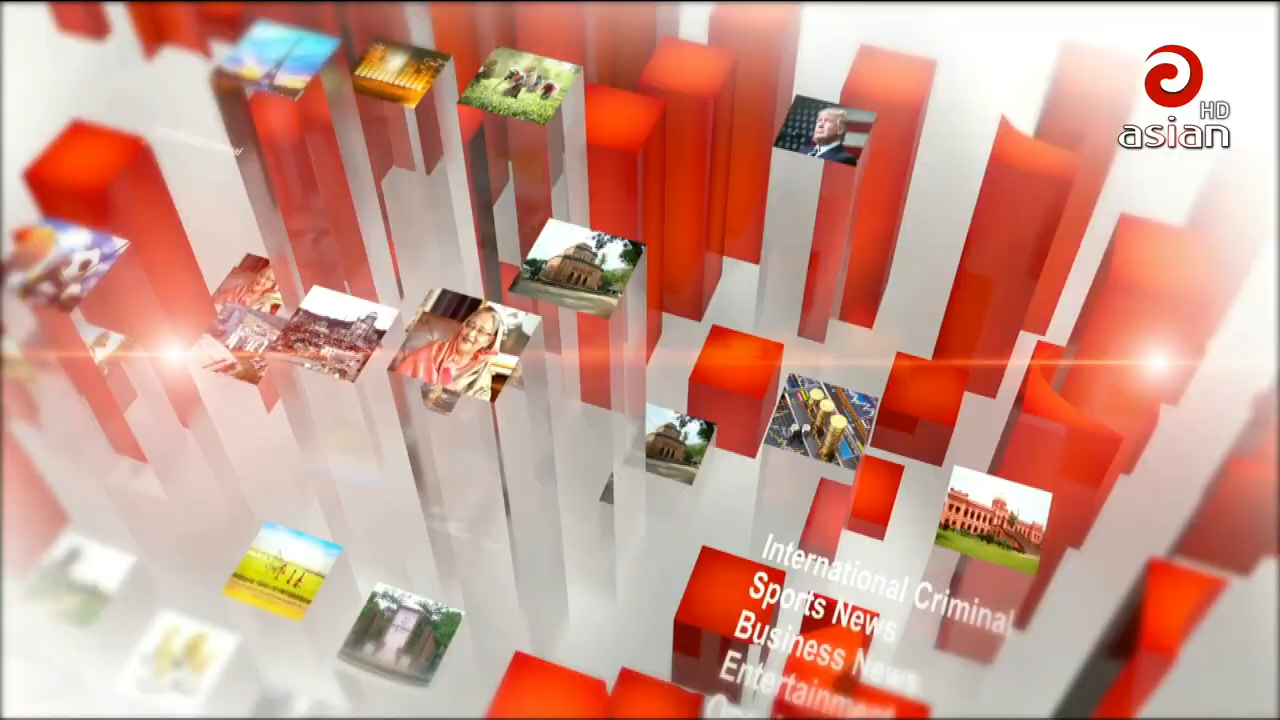 HD
asian
International Criminal
Sports News
Business News
Entertainment